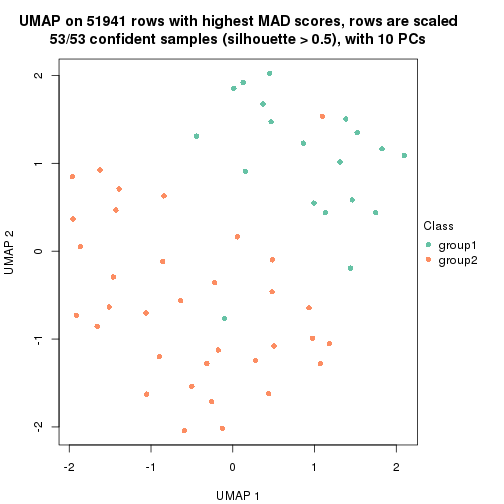 UMAP on 51941 rows with highest MAD scores, rows are scaled
53/53 confident samples (silhouette > 0.5), with 10 PCs
2
1
0
-1
-2
UMAP 2
-2
-1
0
1
2
UMAP 1
Class
group1
group2